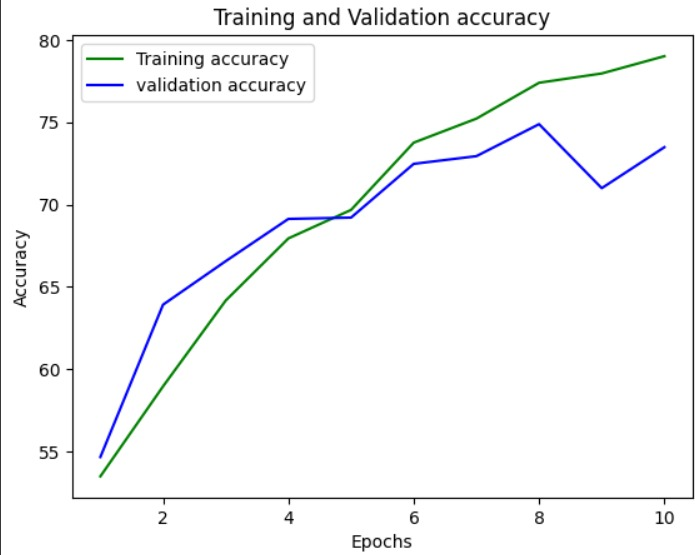 Training and Validation accuracy
Training accuracy
validation accuracy
80
75
70
65
60
55
Accuracy
2 4 6 8 10
Epochs